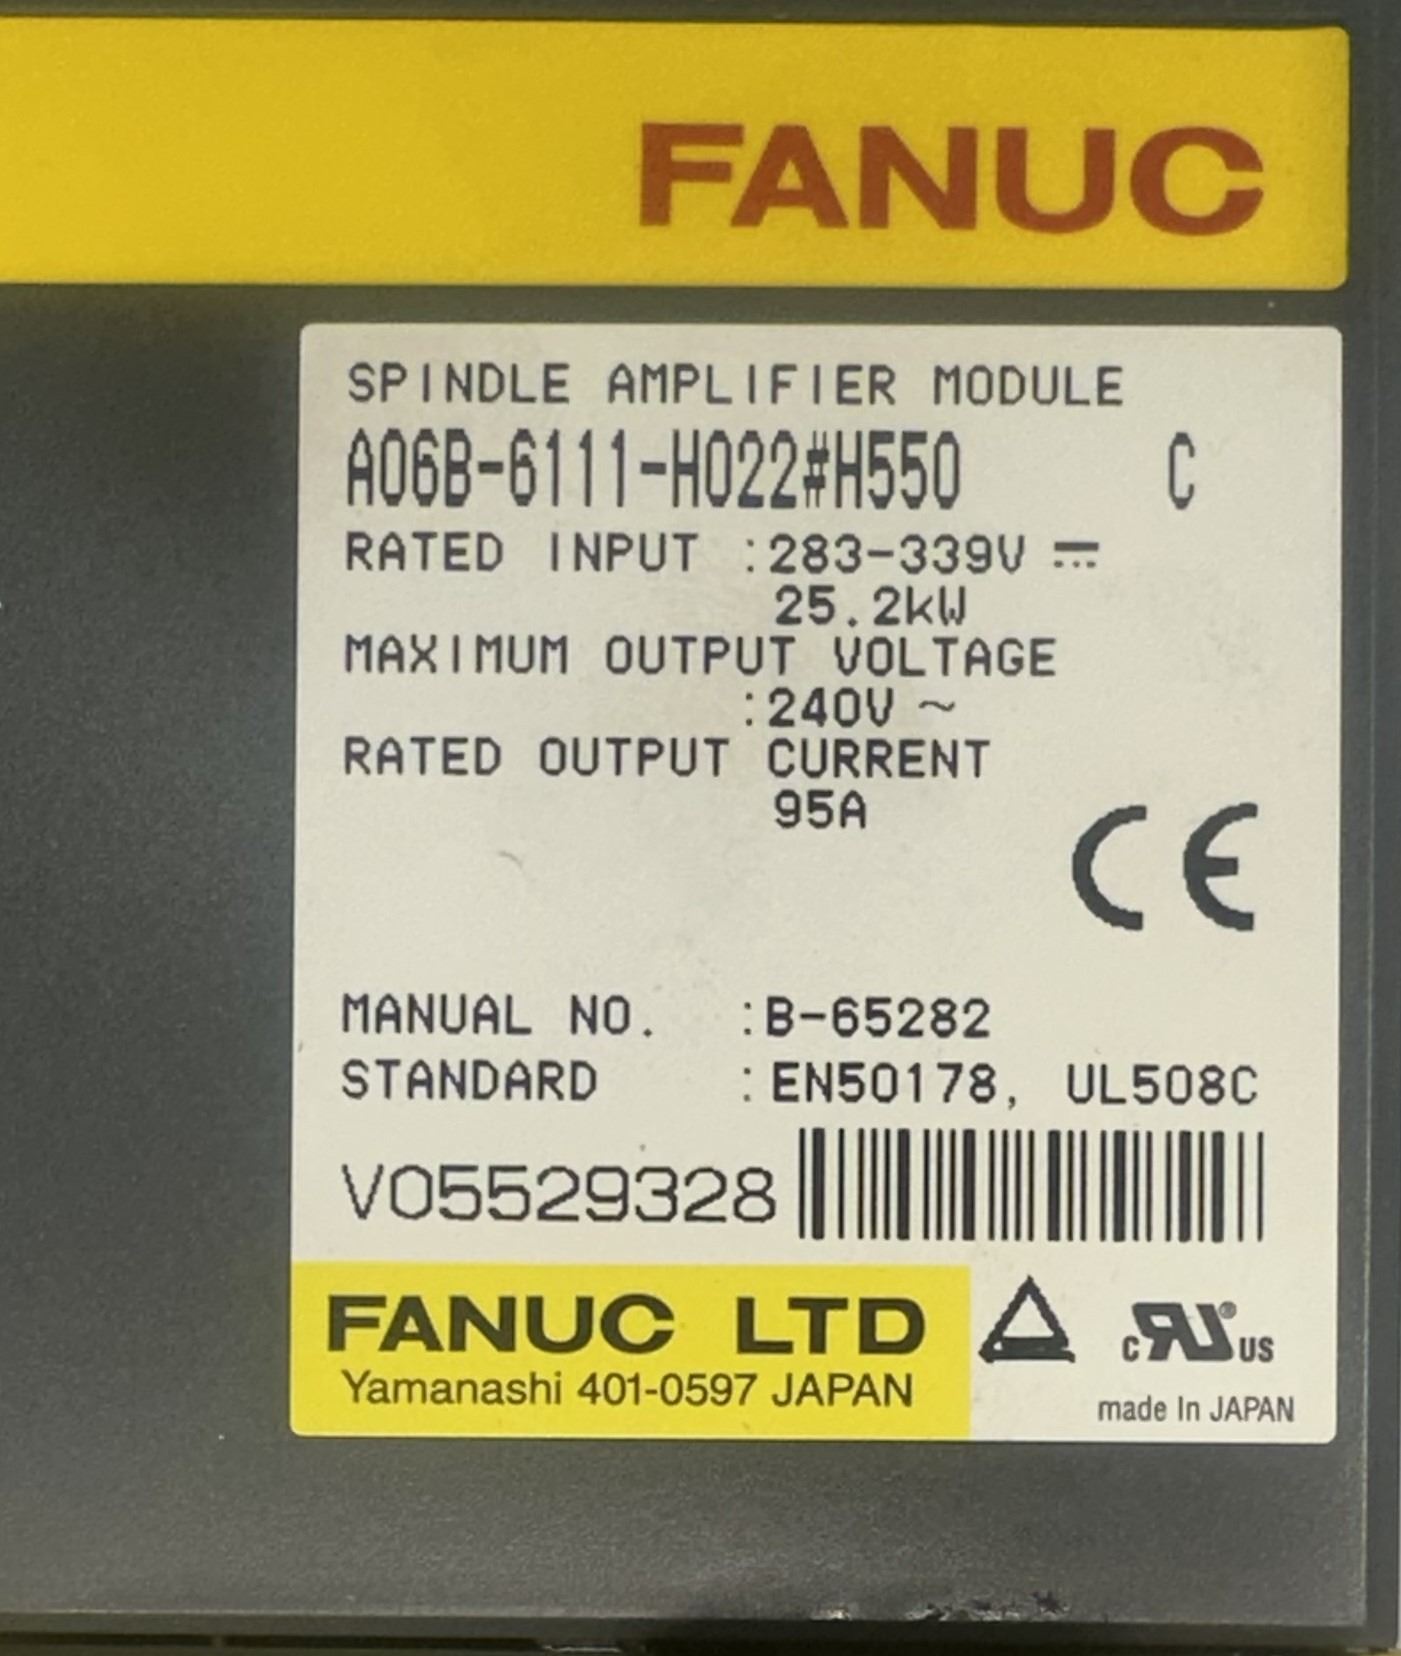 FANUC
SPINDLE AMPLIFIER MODULE
A06B-6111-H022#H550 C
RATED INPUT :283-339V ⎓
25.2kW
MAXIMUM OUTPUT VOLTAGE
:240V ~
RATED OUTPUT CURRENT
95A
CE
MANUAL NO. :B-65282
STANDARD :EN50178, UL508C
V05529328
FANUC LTD
Yamanashi 401-0597 JAPAN
c RU ® US
made In JAPAN